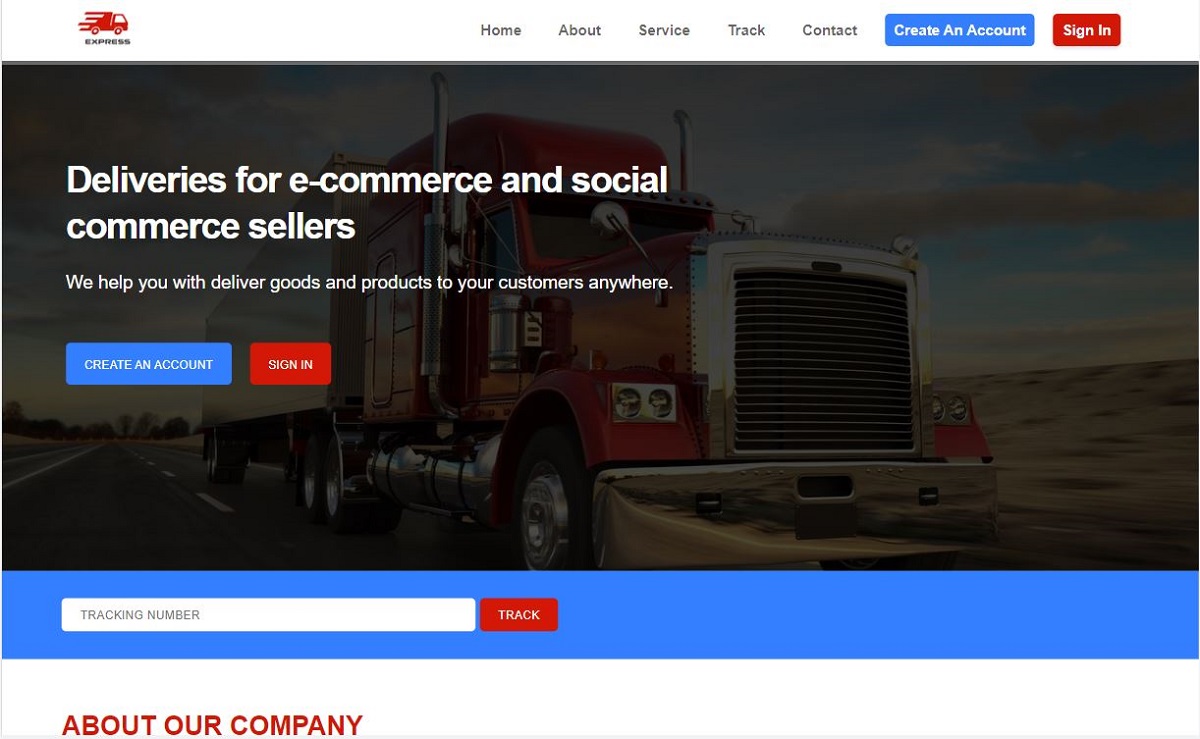 EXPRESS
Home About Service Track Contact Create An Account Sign In
Deliveries for e-commerce and social
commerce sellers
We help you with deliver goods and products to your customers anywhere.
CREATE AN ACCOUNT SIGN IN
TRACKING NUMBER TRACK
ABOUT OUR COMPANY